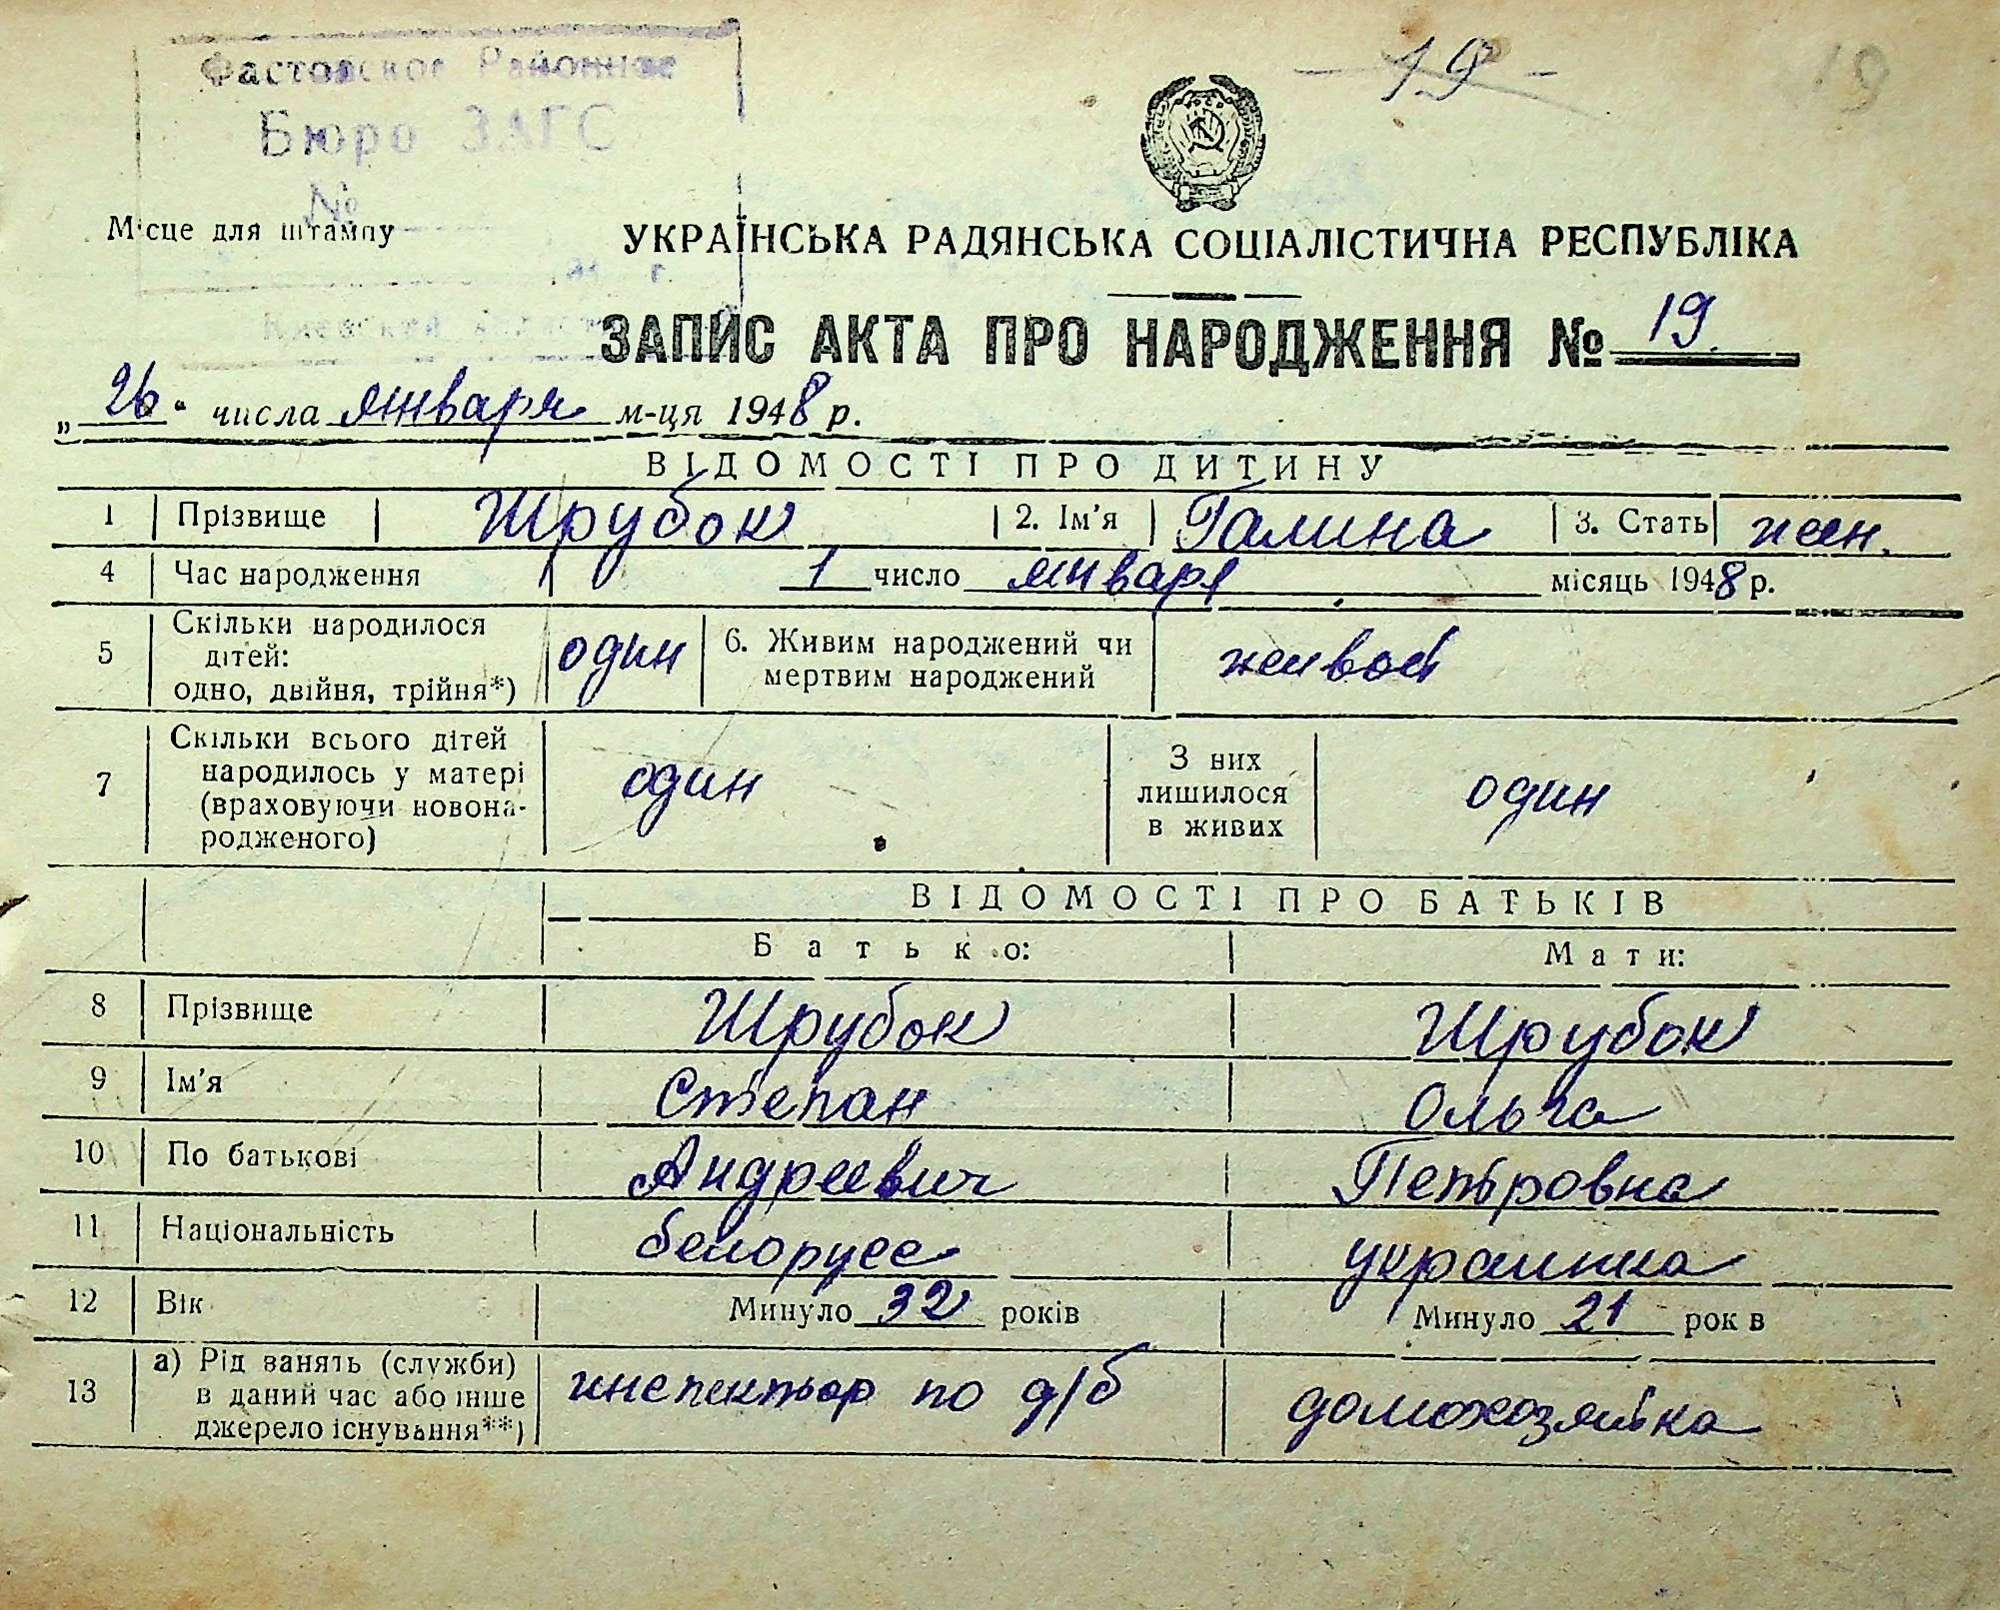 Фастовское Районное
Бюро ЗАГС
№
- 19 -
19
Місце для штампу
г.
УКРАЇНСЬКА РАДЯНСЬКА СОЦІАЛІСТИЧНА РЕСПУБЛІКА
ЗАПИС АКТА ПРО НАРОДЖЕННЯ № 19.
„26“ числа января м-ця 1948 р.
ВІДОМОСТІ ПРО ДИТИНУ
1 Прізвище Шрубок 2. Ім'я Галина 3. Стать жен.
4 Час народження 1 число января місяць 1948 р.
5 Скільки народилося дітей: одно, двійня, трійня*) один 6. Живим народжений чи мертвим народжений живой
7 Скільки всього дітей народилось у матері (враховуючи новонародженого) один З них лишилося в живих один
ВІДОМОСТІ ПРО БАТЬКІВ
Батько: Мати:
8 Прізвище Шрубок Шрубок
9 Ім'я Степан Ольга
10 По батькові Андреевич Петровна
11 Національність белорусс украинка
12 Вік Минуло 32 років Минуло 21 рок в
13 а) Рід занять (служби) в даний час або інше джерело існування**) инспектор по д/б домохозяйка